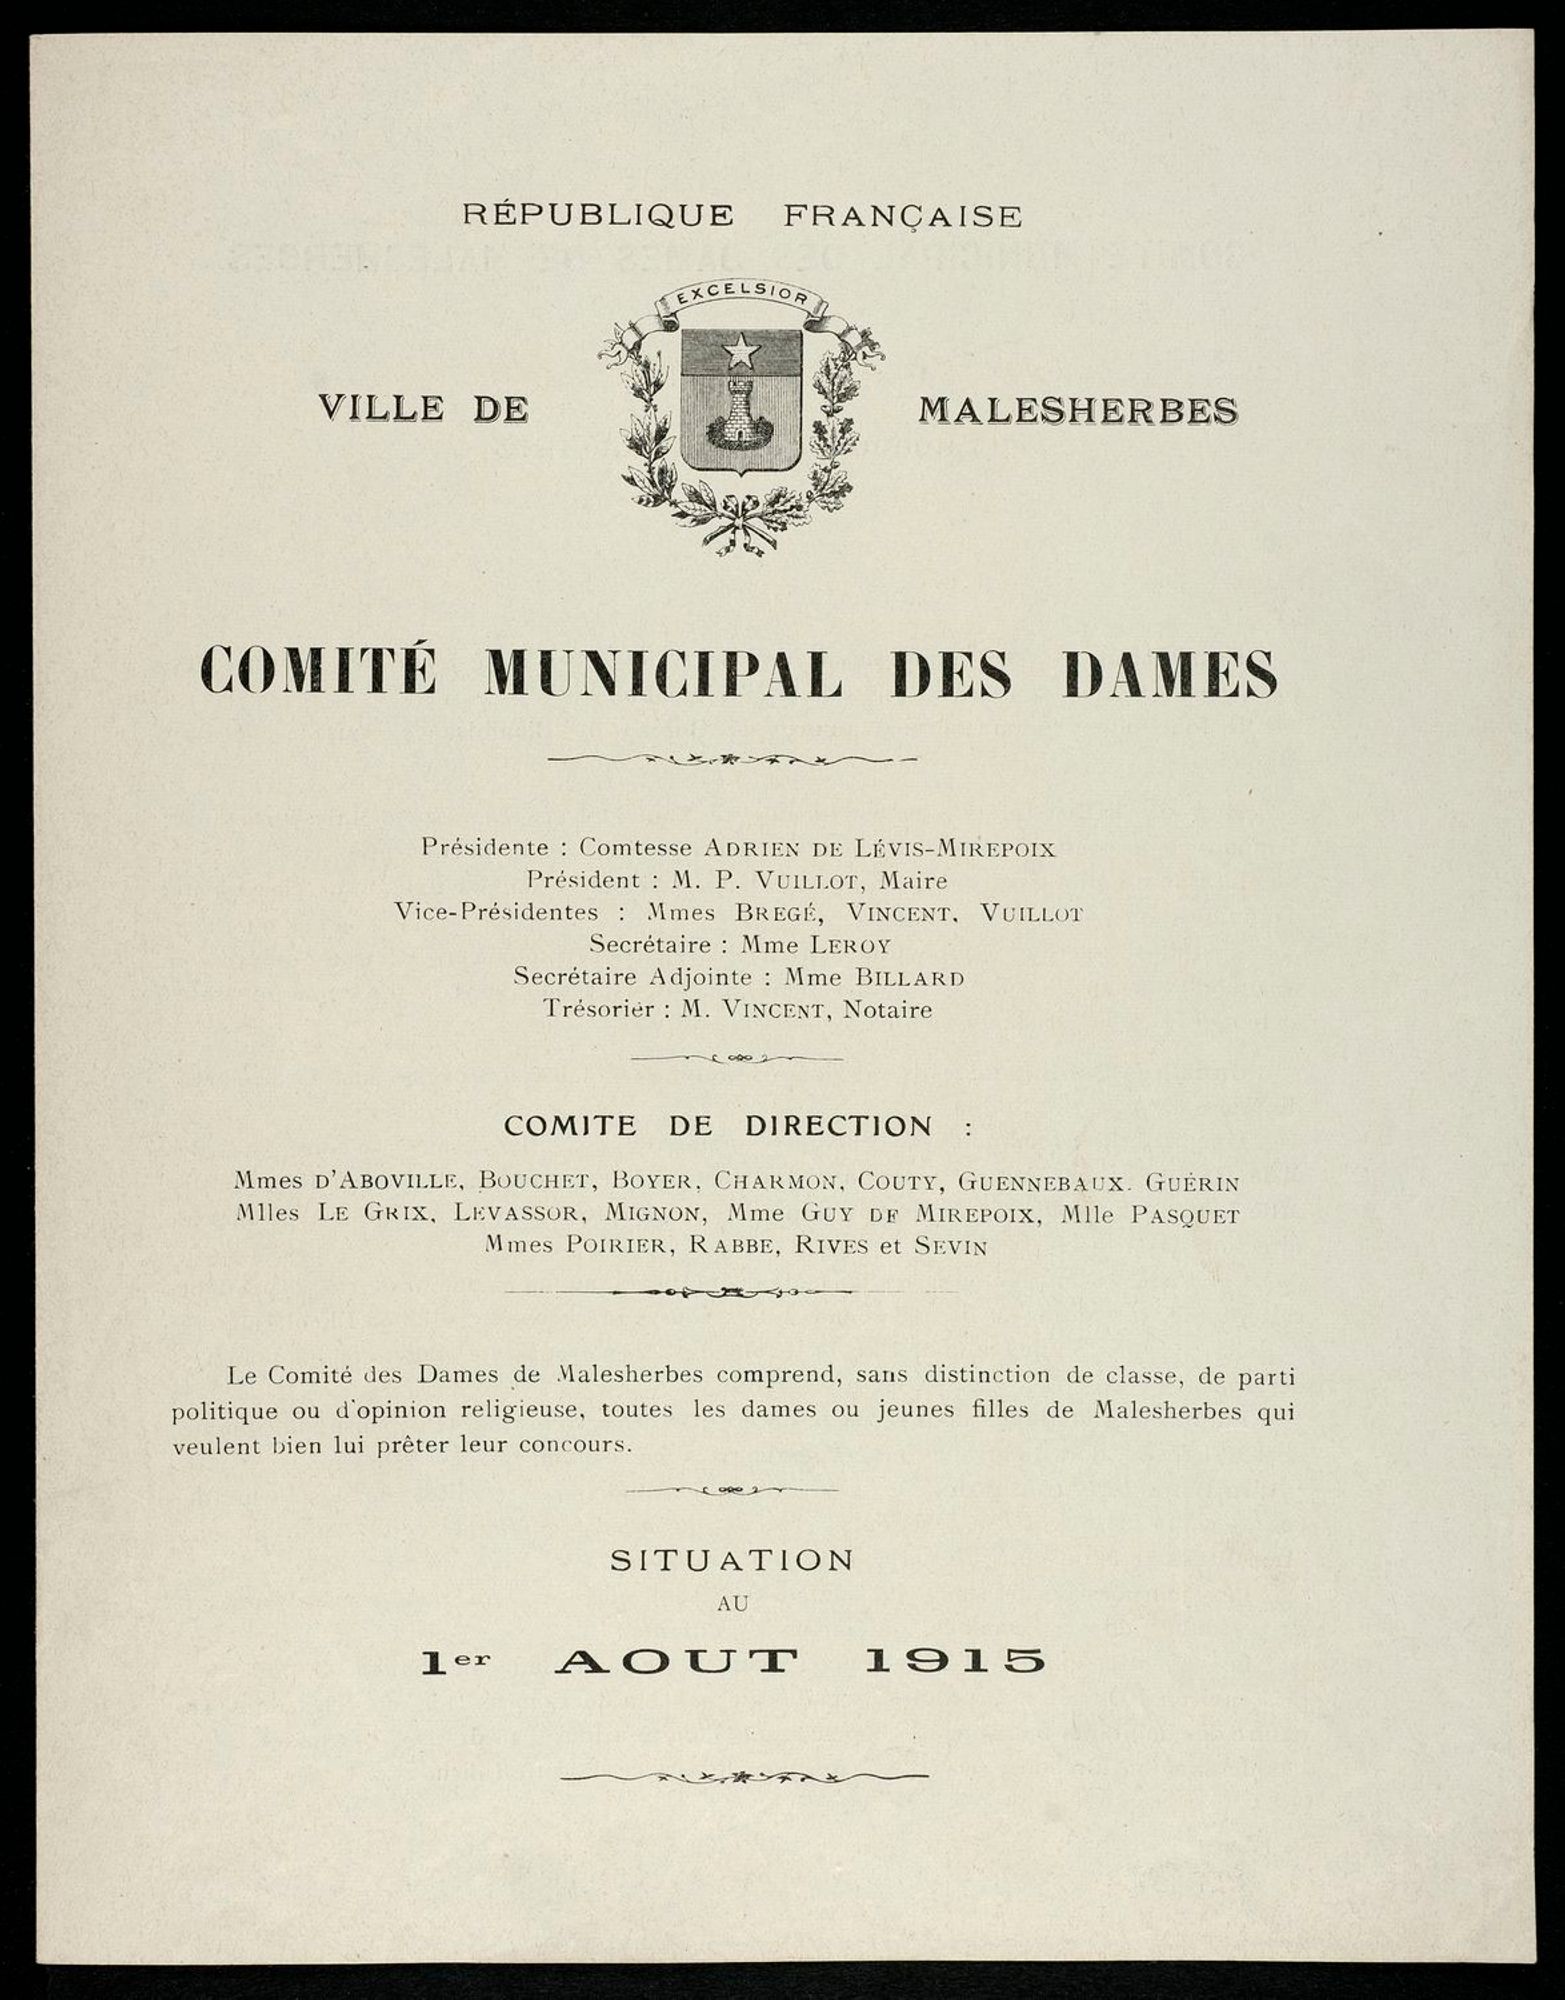 RÉPUBLIQUE FRANÇAISE
EXCELSIOR
VILLE DE MALESHERBES
COMITÉ MUNICIPAL DES DAMES
Présidente : Comtesse ADRIEN DE LÉVIS-MIREPOIX
Président : M. P. VUILLOT, Maire
Vice-Présidentes : Mmes BREGÉ, VINCENT, VUILLOT
Secrétaire : Mme LEROY
Secrétaire Adjointe : Mme BILLARD
Trésorier : M. VINCENT, Notaire
COMITE DE DIRECTION :
Mmes D'ABOVILLE, BOUCHET, BOYER, CHARMON, COUTY, GUENNEBAUX. GUÉRIN
Mlles LE GRIX, LEVASSOR, MIGNON, Mme GUY DE MIREPOIX, Mlle PASQUET
Mmes POIRIER, RABBE, RIVES et SEVIN
Le Comité des Dames de Malesherbes comprend, sans distinction de classe, de parti
politique ou d'opinion religieuse, toutes les dames ou jeunes filles de Malesherbes qui
veulent bien lui prêter leur concours.
SITUATION
AU
1er AOUT 1915